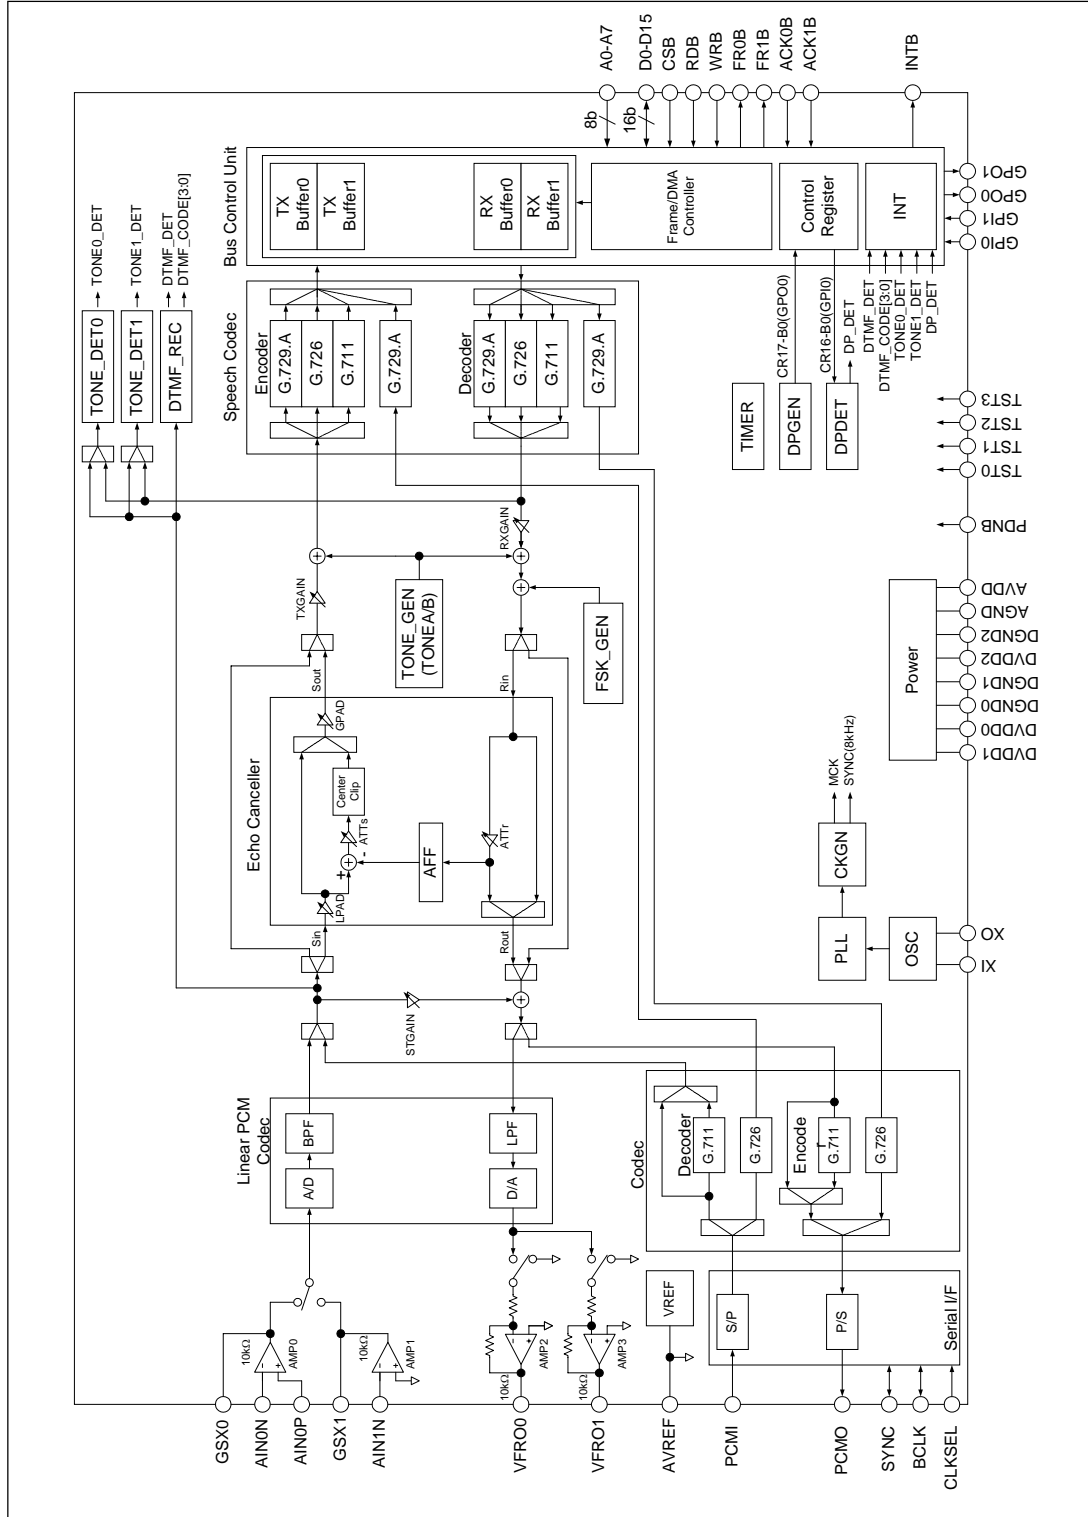 GSX0
AIN0N
AIN0P
GSX1
AIN1N
VFRO0
VFRO1
AVREF
PCMI
PCMO
SYNC
BCLK
CLKSEL
10kΩ
AMP0
AMP1
10kΩ
10kΩ
AMP2
10kΩ
AMP3
VREF
S/P
P/S
Serial I/F
Linear PCM
Codec
A/D
BPF
D/A
LPF
Codec
Decoder
G.711
G.726
Encode
r
G.711
G.726
STGAIN
Sin
Rout
Echo Canceller
LPAD
+
-
+
ATTs
Center
Clip
GPAD
AFF
ATTr
Sout
Rin
TXGAIN
+
TONE_GEN
(TONEA/B)
FSK_GEN
+
+
+
RXGAIN
TONE_DET0
TONE_DET1
DTMF_REC
TONE0_DET
TONE1_DET
DTMF_DET
DTMF_CODE[3:0]
Speech Codec
Encoder
G.729.A
G.726
G.711
G.729.A
Decoder
G.729.A
G.726
G.711
G.729.A
Bus Control Unit
TX
Buffer0
TX
Buffer1
RX
Buffer0
RX
Buffer1
Frame/DMA
Controller
Control
Register
INT
8b
16b
A0-A7
D0-D15
CSB
RDB
WRB
FR0B
FR1B
ACK0B
ACK1B
INTB
TIMER
DPGEN
DPDET
CR17-B0(GPO0)
CR16-B0(GPI0)
DP_DET
DTMF_DET
DTMF_CODE[3:0]
TONE0_DET
TONE1_DET
DP_DET
GPO1
GPO0
GPI1
GPI0
TST3
TST2
TST1
TST0
PDNB
AVDD
AGND
DGND2
DVDD2
DGND1
DGND0
DVDD0
DVDD1
Power
MCK
SYNC(8kHz)
CKGN
PLL
OSC
XO
XI